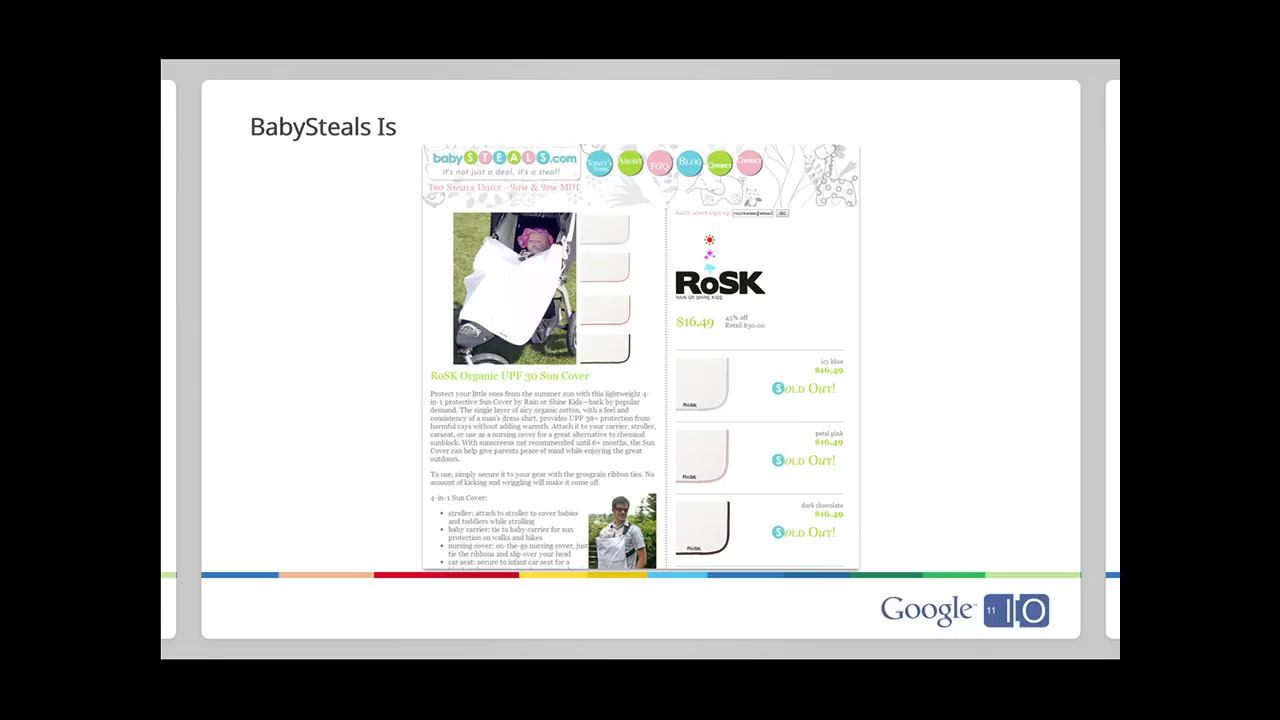 BabySteals Is
babySTEALS.com
it's not just a deal, it's a steal!
Two Steals Daily - 9am & 9pm MDT
Today's Steals
About
FAQ
Blog
Connect
Contact
daily alert sign up
GO
RoSK
RAIN OR SHINE KIDS
$16.49
45% off
Retail $30.00
RoSK Organic UPF 30 Sun Cover
Protect your little ones from the summer sun with this lightweight 4-
in-1 protective Sun Cover by Rain or Shine Kids—back by popular
demand. The single layer of airy organic cotton, with a feel and
consistency of a man's dress shirt, provides UPF 30+ protection from
harmful rays without adding warmth. Attach it to your carrier, stroller,
carseat, or use as a nursing cover for a great alternative to chemical
sunblock. With sunscreens not recommended until 6+ months, the Sun
Cover can help give parents peace of mind while enjoying the great
outdoors.
To use, simply secure it to your gear with the grosgrain ribbon ties. No
amount of kicking and wriggling will make it come off.
4-in-1 Sun Cover:
• stroller: attach to stroller to cover babies
and toddlers while strolling
• baby carrier: tie to baby carrier for sun
protection on walks and hikes
• nursing cover: on-the-go nursing cover, just
tie the ribbons and slip over your head
• car seat: secure to infant car seat for a
icy blue
$16.49
Sold Out!
RoSK
petal pink
$16.49
Sold Out!
RoSK
dark chocolate
$16.49
Sold Out!
RoSK
Google™ 11 IO